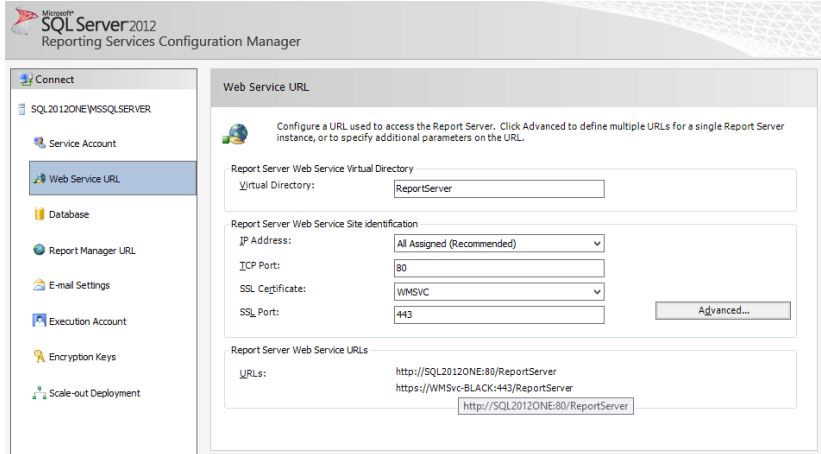 Microsoft®
SQL Server 2012
Reporting Services Configuration Manager
Connect
SQL2012ONE\MSSQLSERVER
Service Account
Web Service URL
Database
Report Manager URL
E-mail Settings
Execution Account
Encryption Keys
Scale-out Deployment
Web Service URL
Configure a URL used to access the Report Server. Click Advanced to define multiple URLs for a single Report Server
instance, or to specify additional parameters on the URL.
Report Server Web Service Virtual Directory
Virtual Directory: ReportServer
Report Server Web Service Site identification
IP Address: All Assigned (Recommended)
TCP Port: 80
SSL Certificate: WMSVC
SSL Port: 443
Advanced...
Report Server Web Service URLs
URLs: http://SQL2012ONE:80/ReportServer
https://WMSvc-BLACK:443/ReportServer
http://SQL2012ONE:80/ReportServer